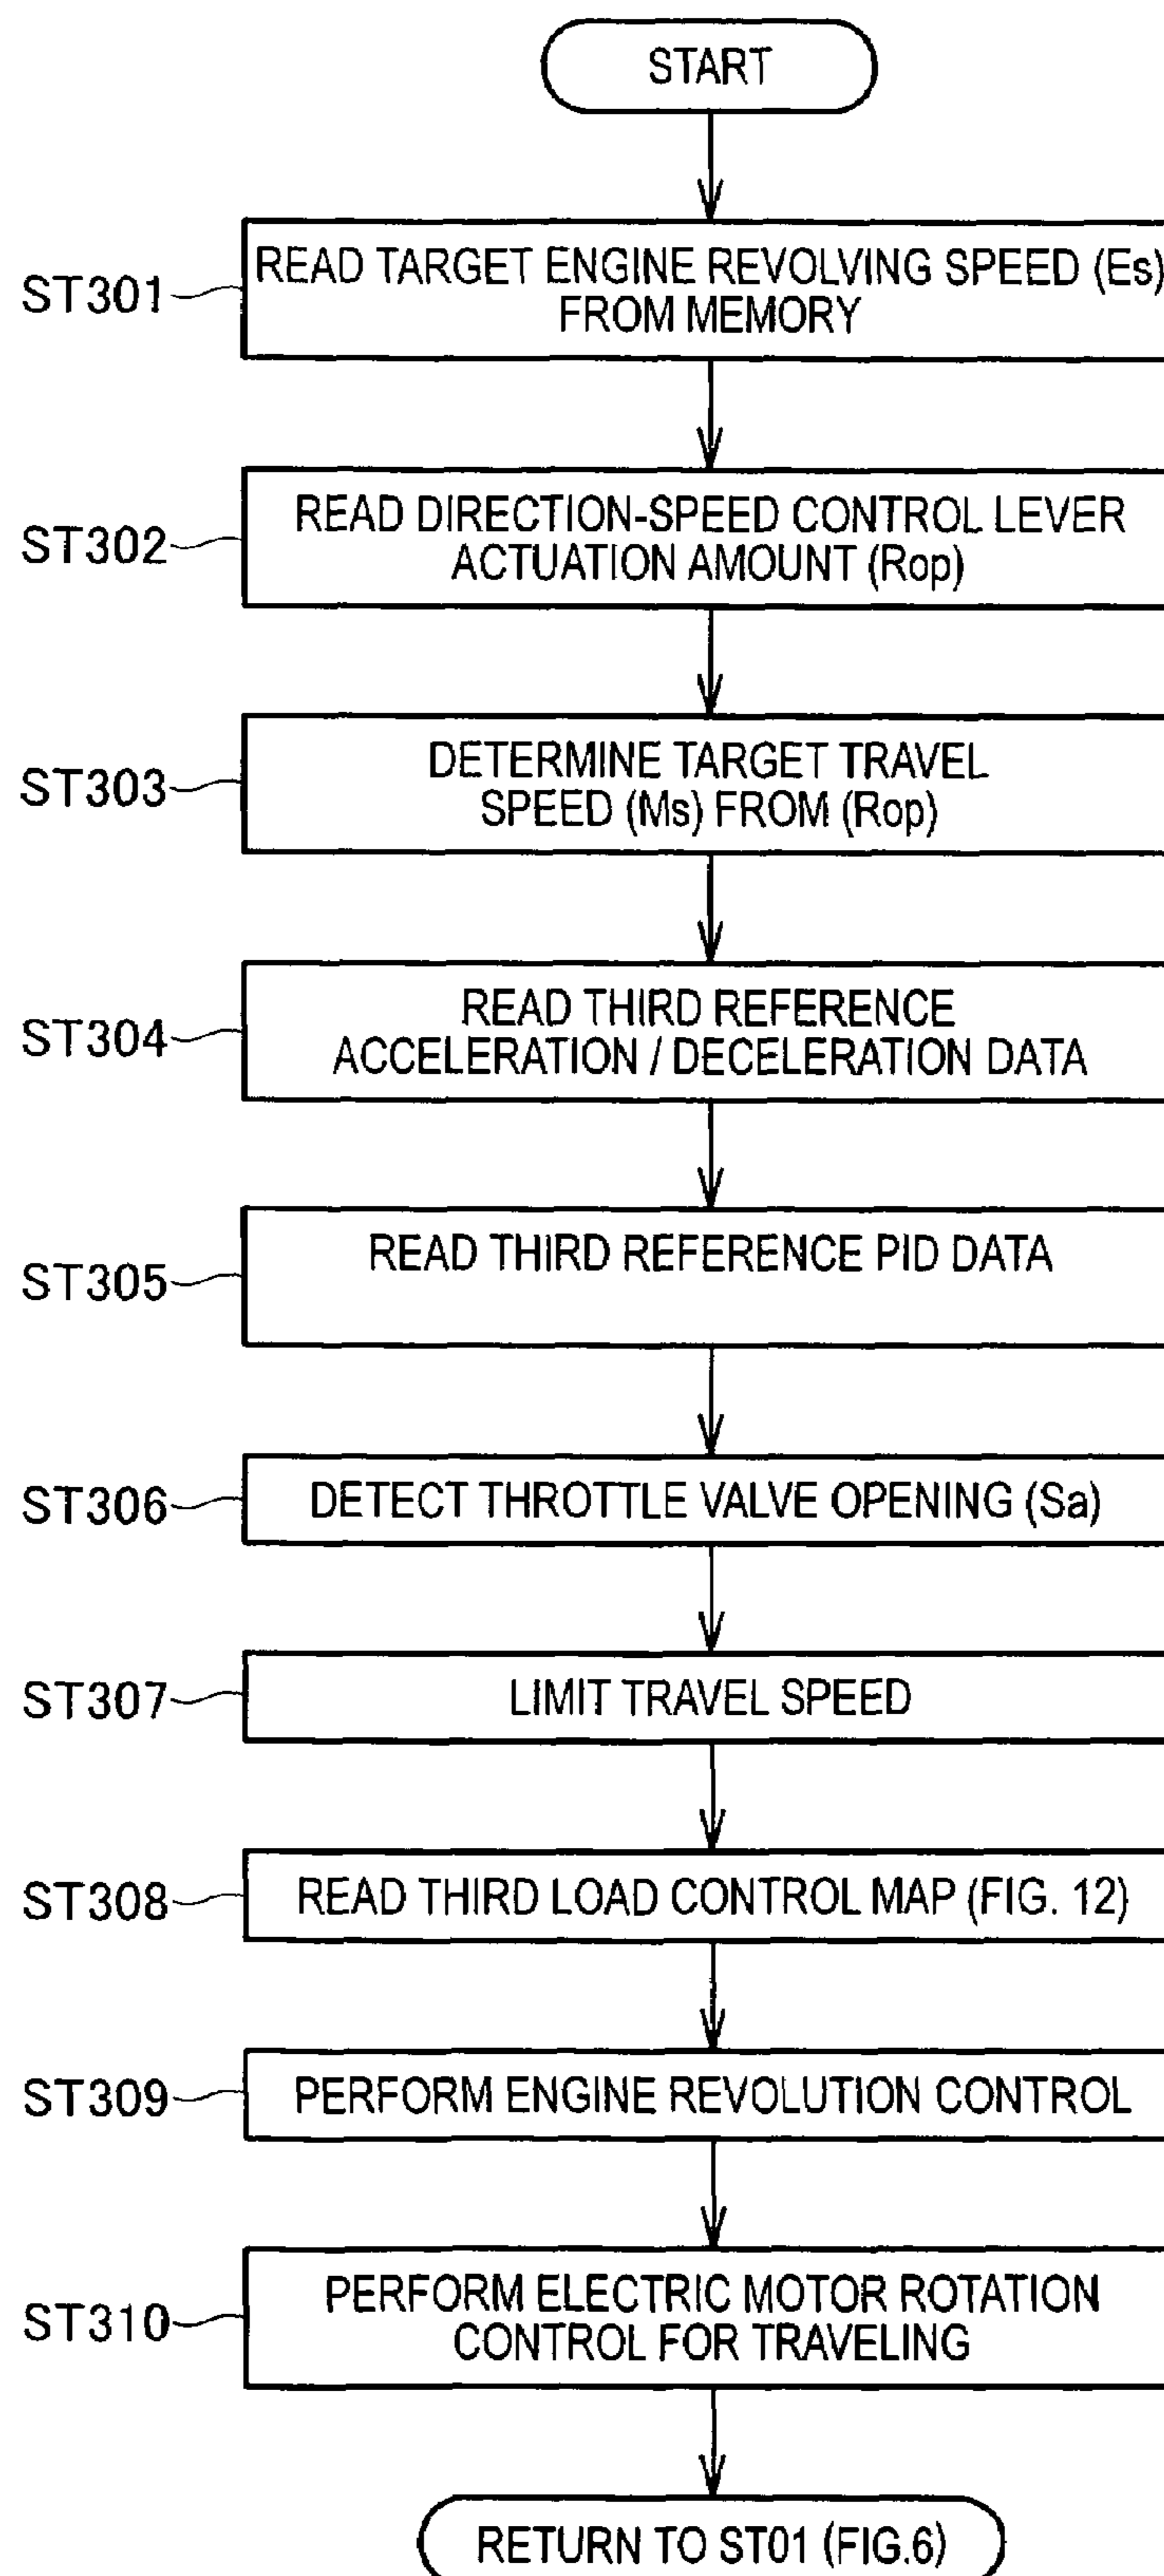 START
ST301
READ TARGET ENGINE REVOLVING SPEED (Es)
FROM MEMORY
ST302
READ DIRECTION-SPEED CONTROL LEVER
ACTUATION AMOUNT (Rop)
ST303
DETERMINE TARGET TRAVEL
SPEED (Ms) FROM (Rop)
ST304
READ THIRD REFERENCE
ACCELERATION / DECELERATION DATA
ST305
READ THIRD REFERENCE PID DATA
ST306
DETECT THROTTLE VALVE OPENING (Sa)
ST307
LIMIT TRAVEL SPEED
ST308
READ THIRD LOAD CONTROL MAP (FIG. 12)
ST309
PERFORM ENGINE REVOLUTION CONTROL
ST310
PERFORM ELECTRIC MOTOR ROTATION
CONTROL FOR TRAVELING
RETURN TO ST01 (FIG.6)